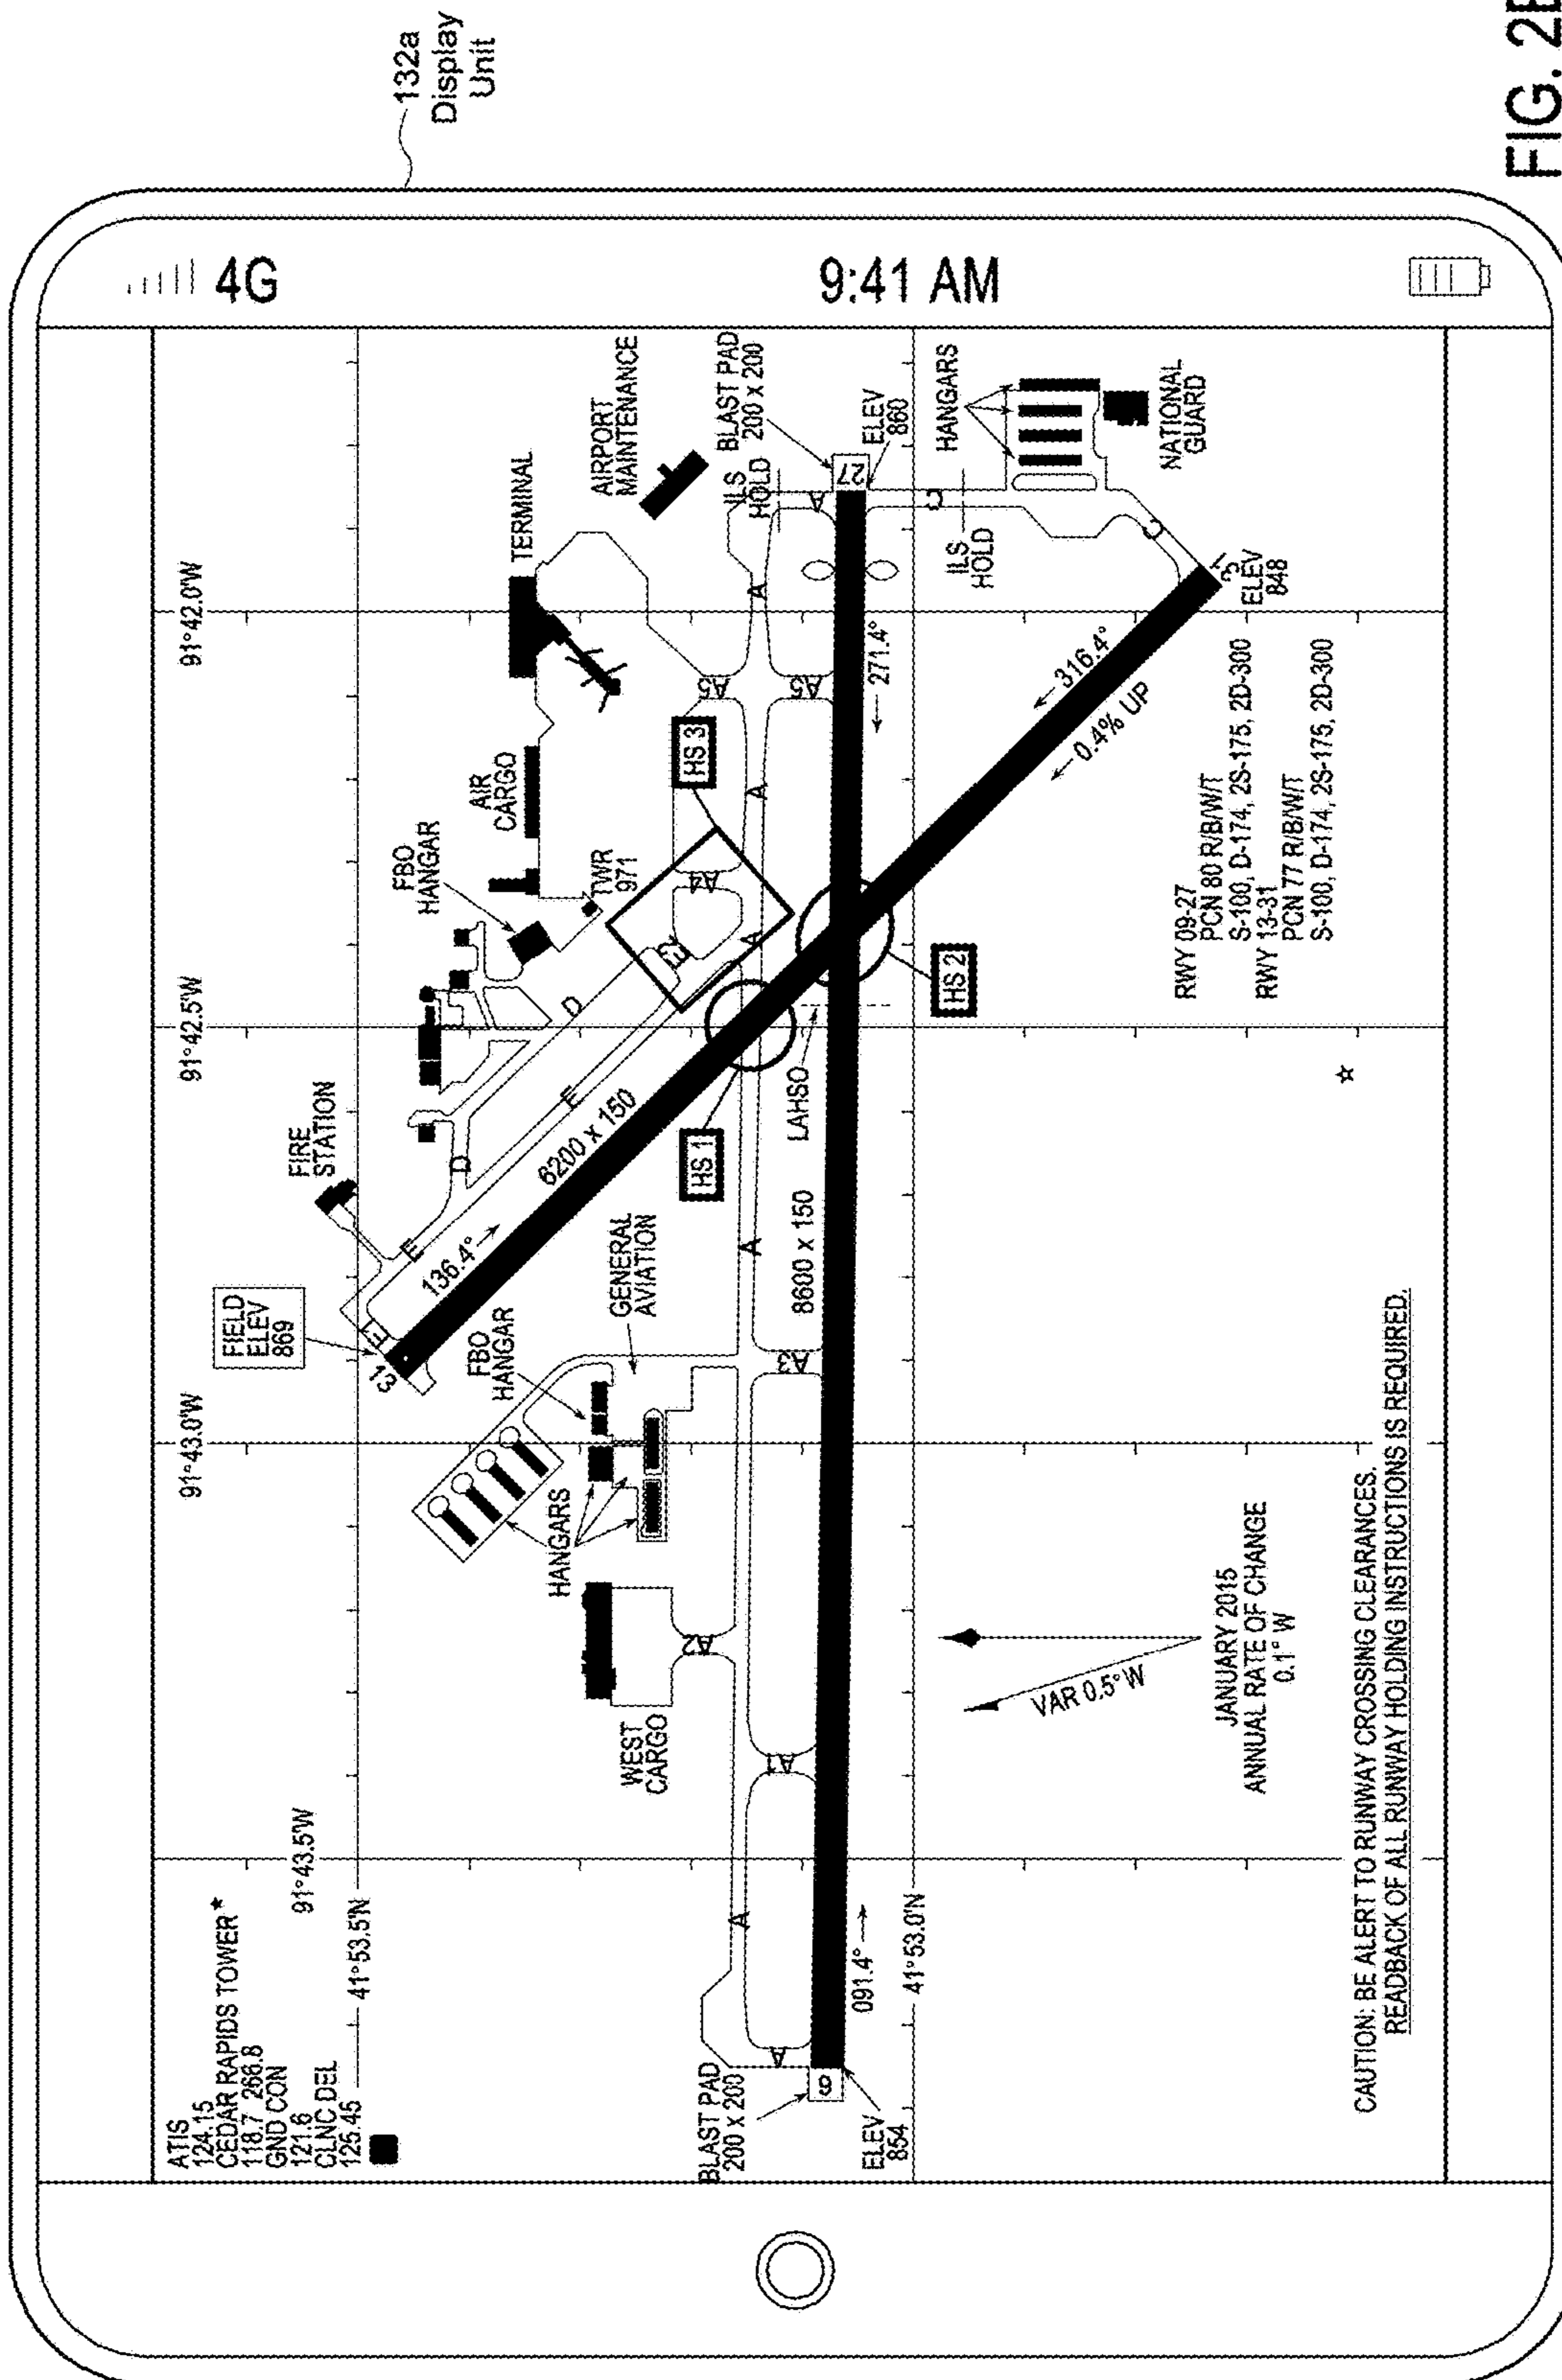 132a
Display
Unit
4G
9:41 AM
ATIS
124.15
CEDAR RAPIDS TOWER*
118.7 266.8
GND CON
121.6
CLNC DEL
125.45
91°43.5'W
91°43.0'W
91°42.5'W
91°42.0'W
41°53.5'N
FIELD
ELEV
869
FIRE
STATION
FBO
HANGAR
AIR
CARGO
TERMINAL
TWR
971
AIRPORT
MAINTENANCE
13
E
E
E
E
D
D
136.4°
6200 x 150
FBO
HANGAR
GENERAL
AVIATION
HANGARS
WEST
CARGO
HS 1
HS 3
A4
A5
A5
ILS
HOLD
BLAST PAD
200 x 200
BLAST PAD
200 x 200
A
A
A1
A2
A3
A
A
A
A
A
LAHSO
8600 x 150
9
27
ELEV
854
091.4°
271.4°
ELEV
860
41°53.0'N
HS 2
C
ILS
HOLD
HANGARS
NATIONAL
GUARD
C
31
ELEV
848
316.4°
0.4% UP
VAR 0.5° W
JANUARY 2015
ANNUAL RATE OF CHANGE
0.1° W
RWY 09-27
PCN 80 R/B/W/T
S-100, D-174, 2S-175, 2D-300
RWY 13-31
PCN 77 R/B/W/T
S-100, D-174, 2S-175, 2D-300
CAUTION: BE ALERT TO RUNWAY CROSSING CLEARANCES.
READBACK OF ALL RUNWAY HOLDING INSTRUCTIONS IS REQUIRED.